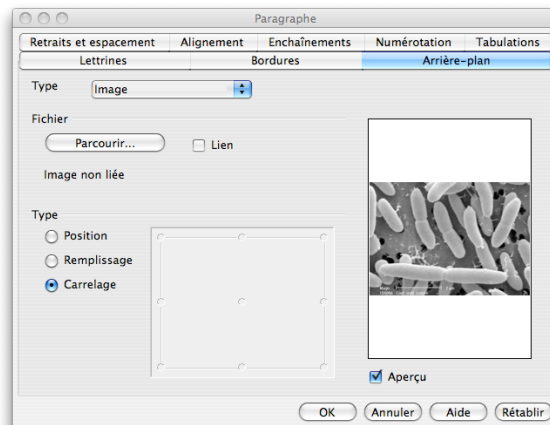 Paragraphe
Retraits et espacement Alignement Enchaînements Numérotation Tabulations
Lettrines Bordures Arrière-plan
Type Image
Fichier
Parcourir... Lien
Image non liée
Type
Position
Remplissage
Carrelage
Aperçu
OK Annuler Aide Rétablir